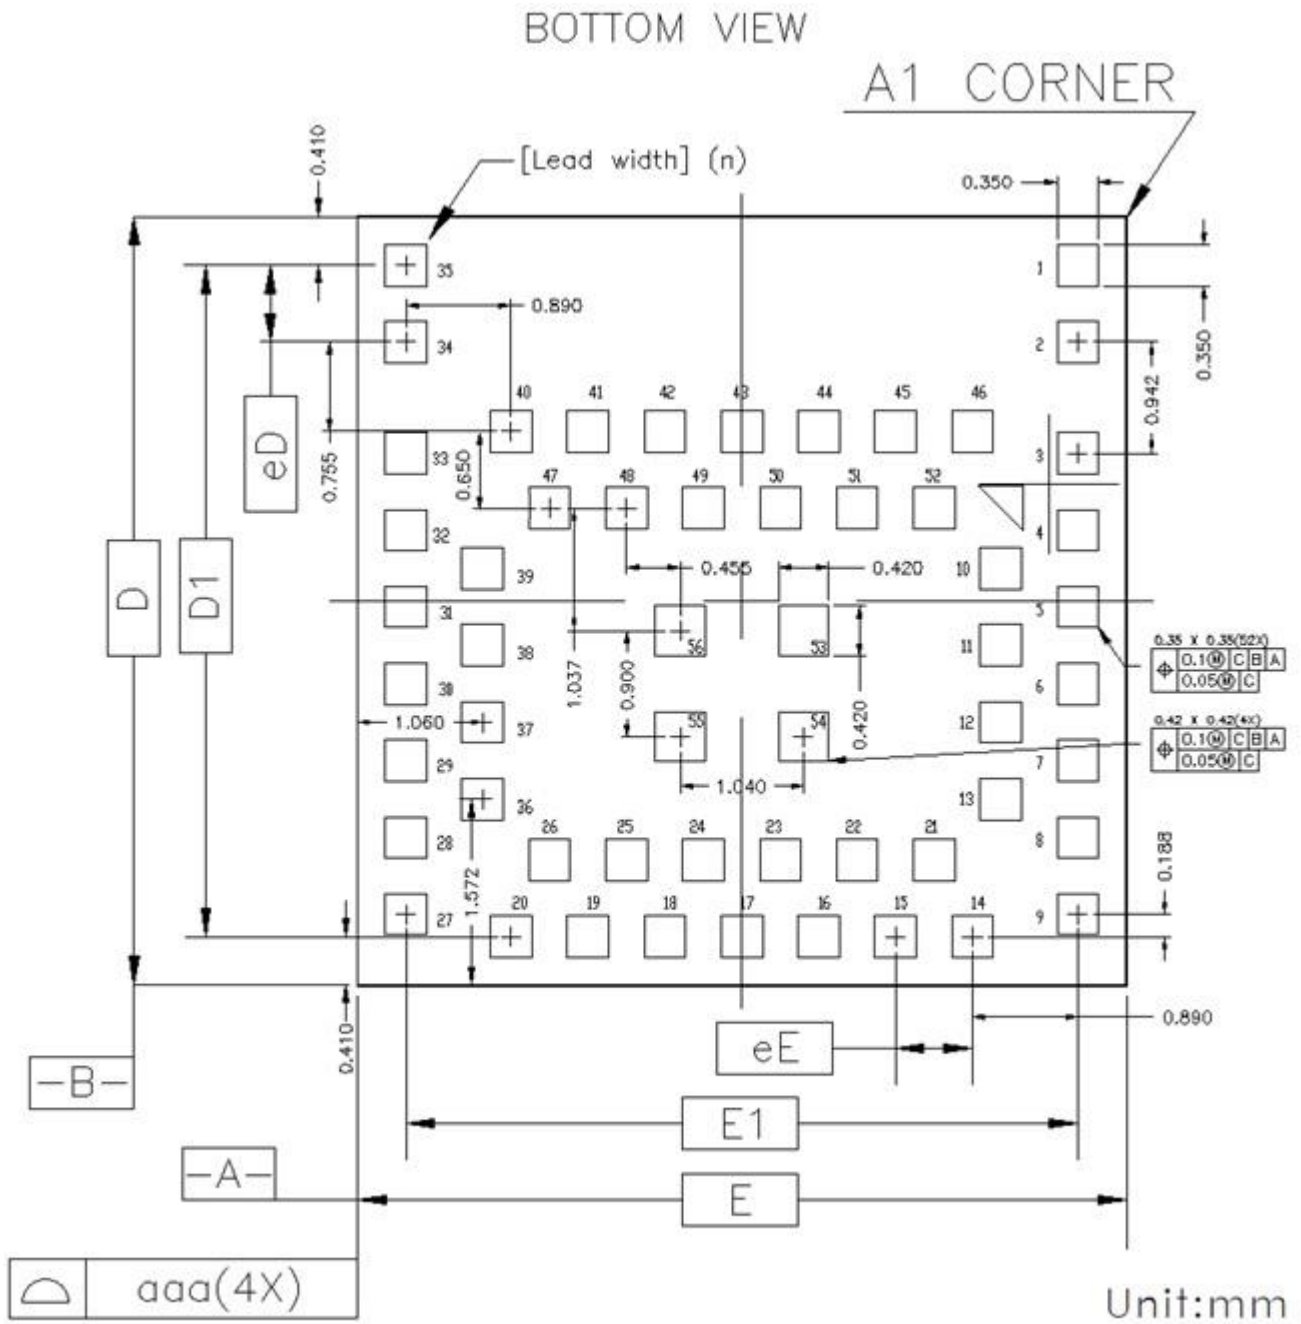 BOTTOM VIEW
A1 CORNER
[Lead width] (n)
0.410
0.350
35
1
0.890
0.350
34
2
0.942
40 41 42 43 44 45 46
eD
0.755
33
0.650
3
47 48 49 50 51 52
32
4
39
0.455
0.420
10
D
D1
31
5
56
53
0.35 X 0.35(52X)
38
11
0.1Ⓜ C B A
0.05Ⓜ C
1.037
0.900
30
6
0.420
1.060
37
55
54
12
0.42 X 0.42(4X)
0.1Ⓜ C B A
0.05Ⓜ C
29
7
1.040
36
13
26 25 24 23 22 21
28
8
0.188
1.572
27
20 19 18 17 16 15 14
9
0.410
0.890
eE
-B-
E1
-A-
E
aaa(4X)
Unit:mm